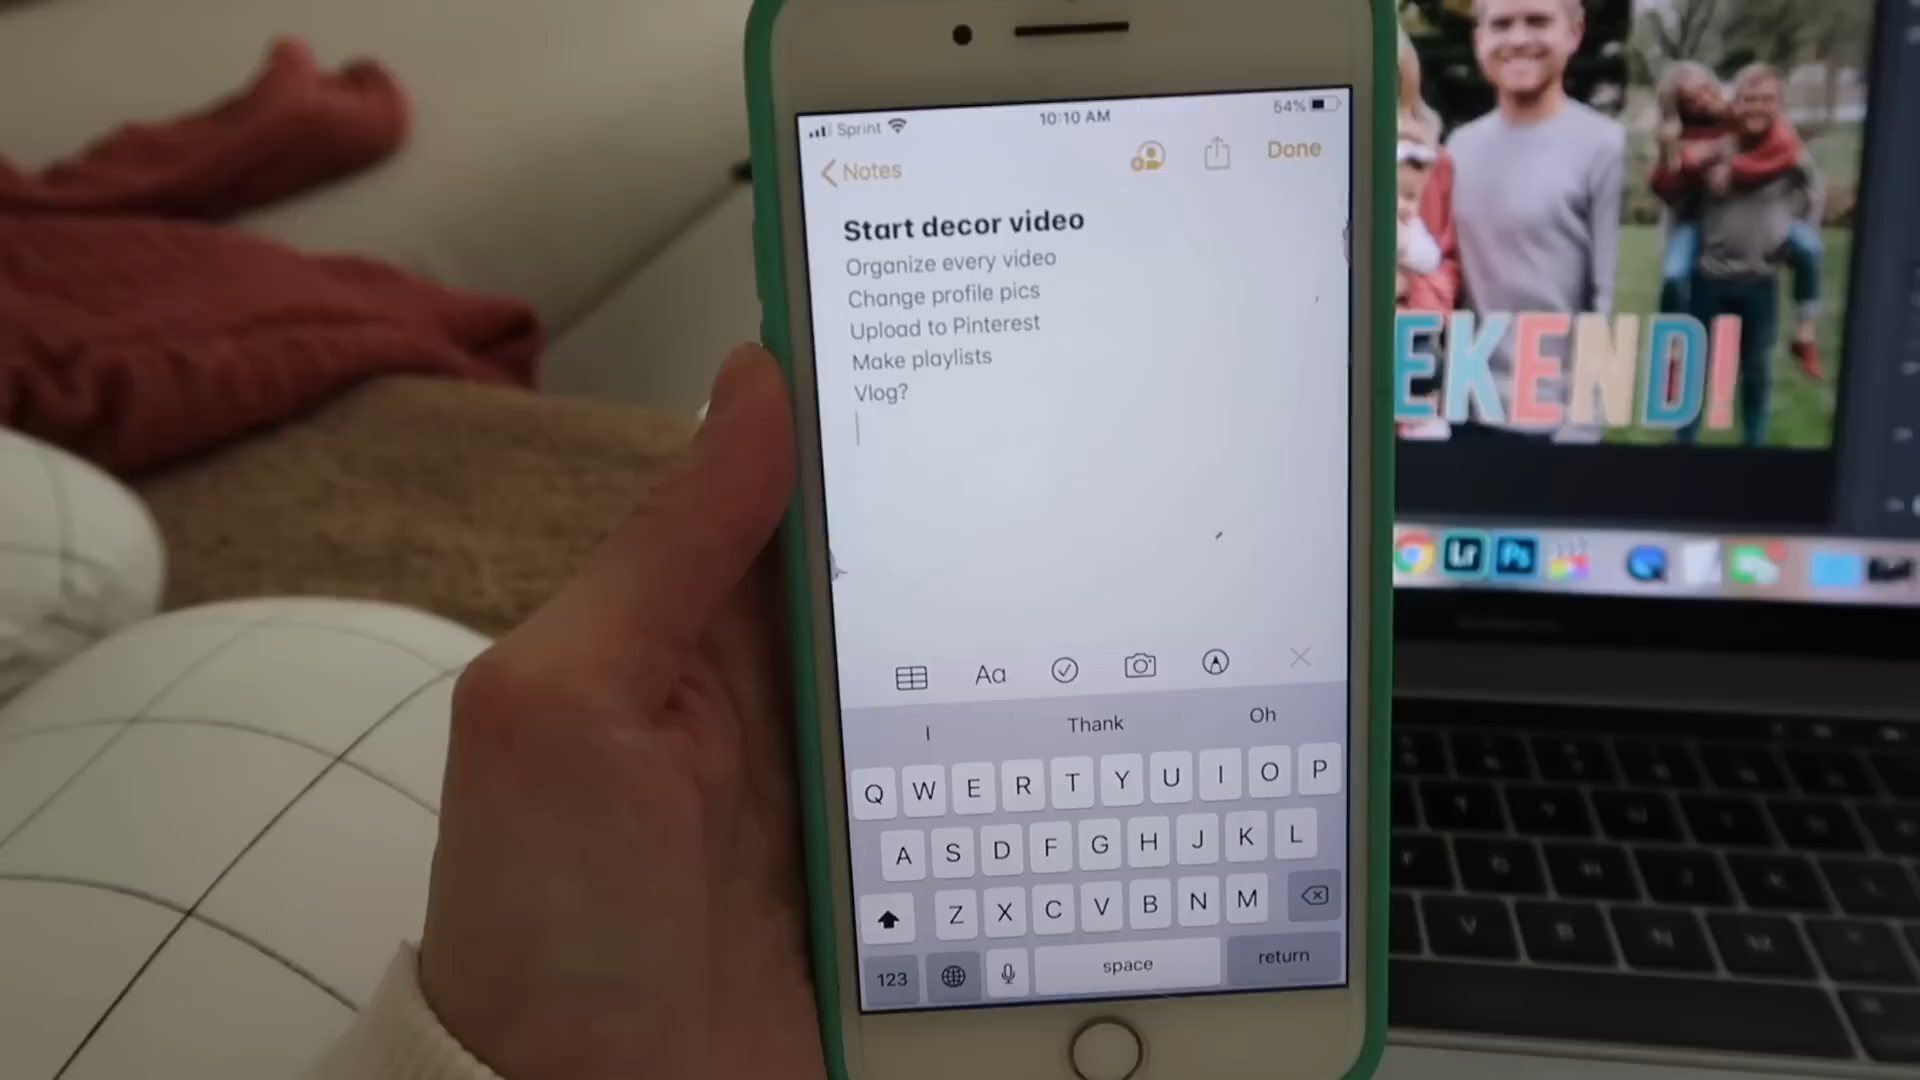 Sprint 10:10 AM 54%
Notes Done
Start decor video
Organize every video
Change profile pics
Upload to Pinterest
Make playlists
Vlog?
EKEND!
Lr Ps
Aa
I Thank Oh
Q W E R T Y U I O P
A S D F G H J K L
Z X C V B N M
123 space return